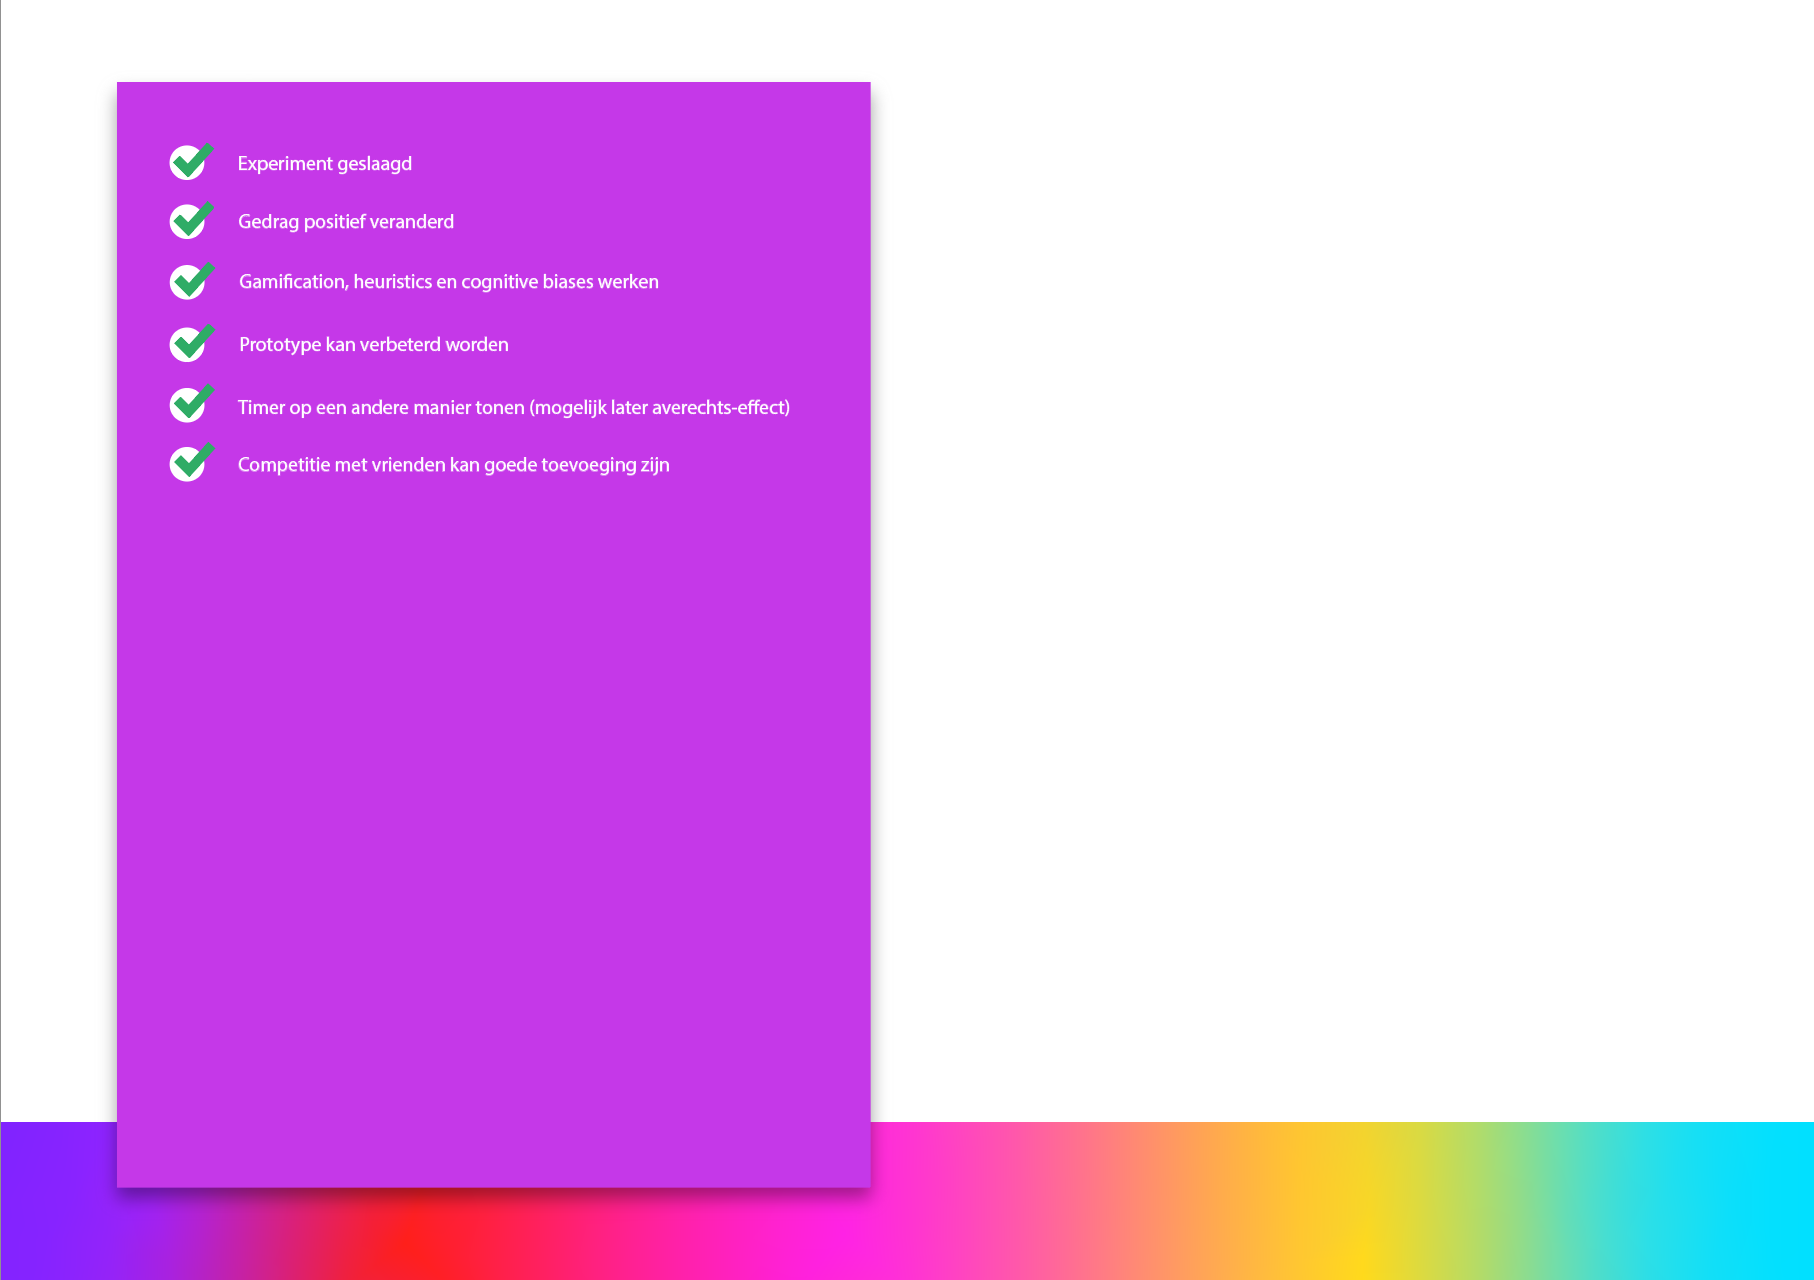 Experiment geslaagd
Gedrag positief veranderd
Gamification, heuristics en cognitive biases werken
Prototype kan verbeterd worden
Timer op een andere manier tonen (mogelijk later averechts-effect)
Competitie met vrienden kan goede toevoeging zijn